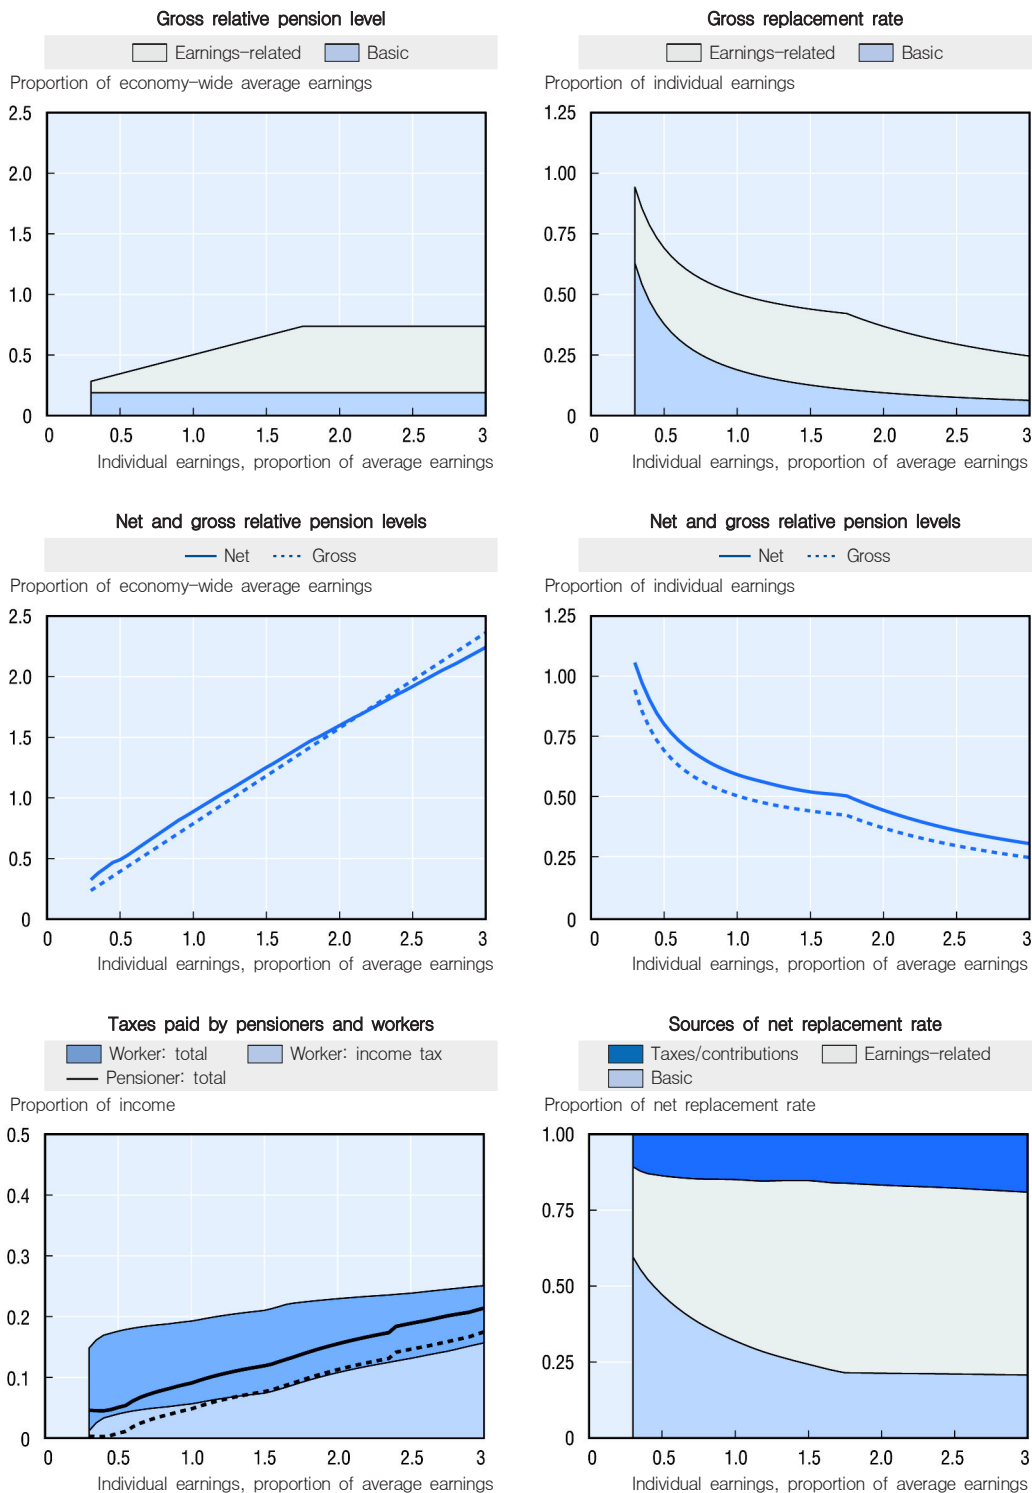 Gross relative pension level
Earnings-related Basic
Proportion of economy-wide average earnings
2.5
2.0
1.5
1.0
0.5
0
0 0.5 1.0 1.5 2.0 2.5 3
Individual earnings, proportion of average earnings
Gross replacement rate
Earnings-related Basic
Proportion of individual earnings
1.25
1.00
0.75
0.50
0.25
0
0 0.5 1.0 1.5 2.0 2.5 3
Individual earnings, proportion of average earnings
Net and gross relative pension levels
Net Gross
Proportion of economy-wide average earnings
2.5
2.0
1.5
1.0
0.5
0
0 0.5 1.0 1.5 2.0 2.5 3
Individual earnings, proportion of average earnings
Net and gross relative pension levels
Net Gross
Proportion of individual earnings
1.25
1.00
0.75
0.50
0.25
0
0 0.5 1.0 1.5 2.0 2.5 3
Individual earnings, proportion of average earnings
Taxes paid by pensioners and workers
Worker: total Worker: income tax
Pensioner: total
Proportion of income
0.5
0.4
0.3
0.2
0.1
0
0 0.5 1.0 1.5 2.0 2.5 3
Individual earnings, proportion of average earnings
Sources of net replacement rate
Taxes/contributions Earnings-related
Basic
Proportion of net replacement rate
1.00
0.75
0.50
0.25
0
0 0.5 1.0 1.5 2.0 2.5 3
Individual earnings, proportion of average earnings